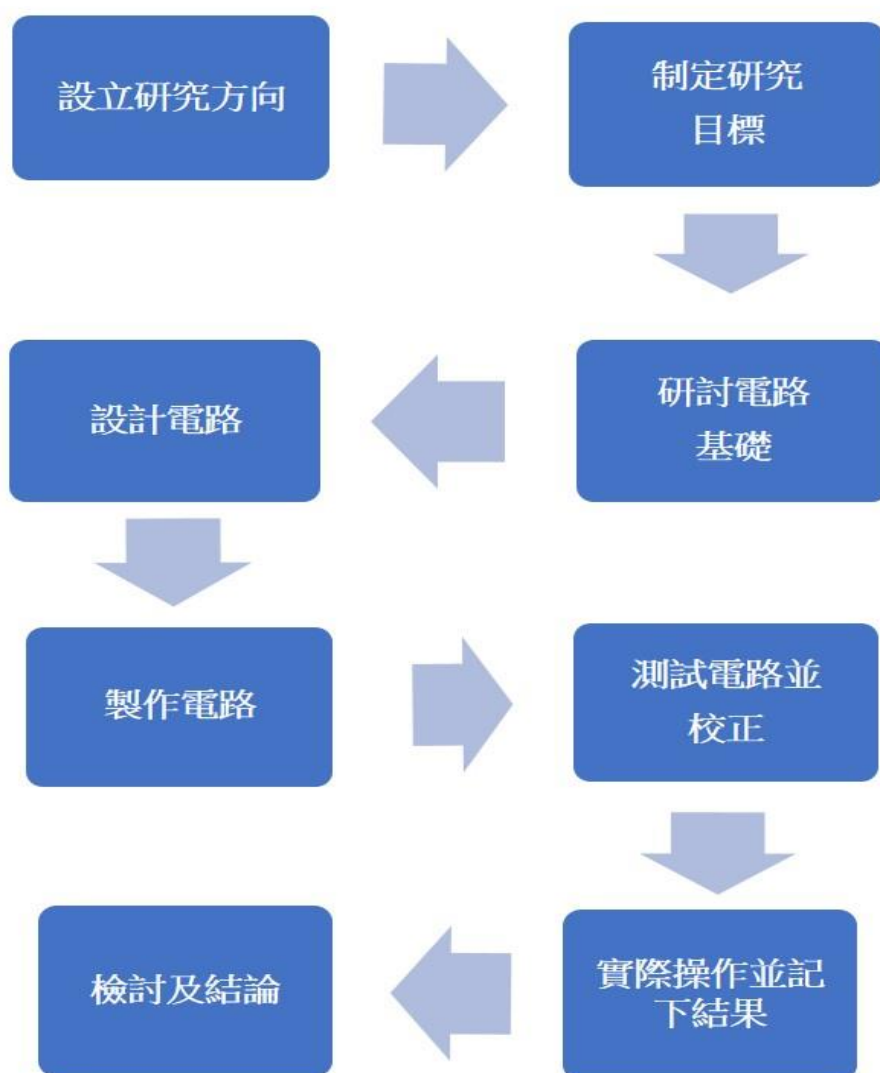 設立研究方向
制定研究
目標
研討電路
基礎
設計電路
製作電路
測試電路並
校正
實際操作並記
下結果
檢討及結論